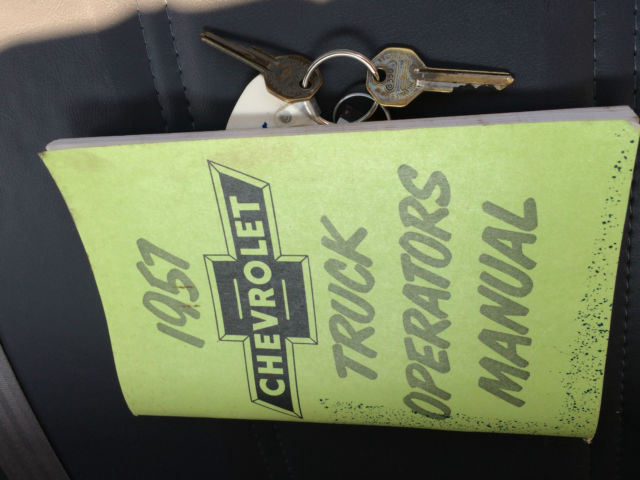 1957
CHEVROLET
TRUCK
OPERATORS
MANUAL